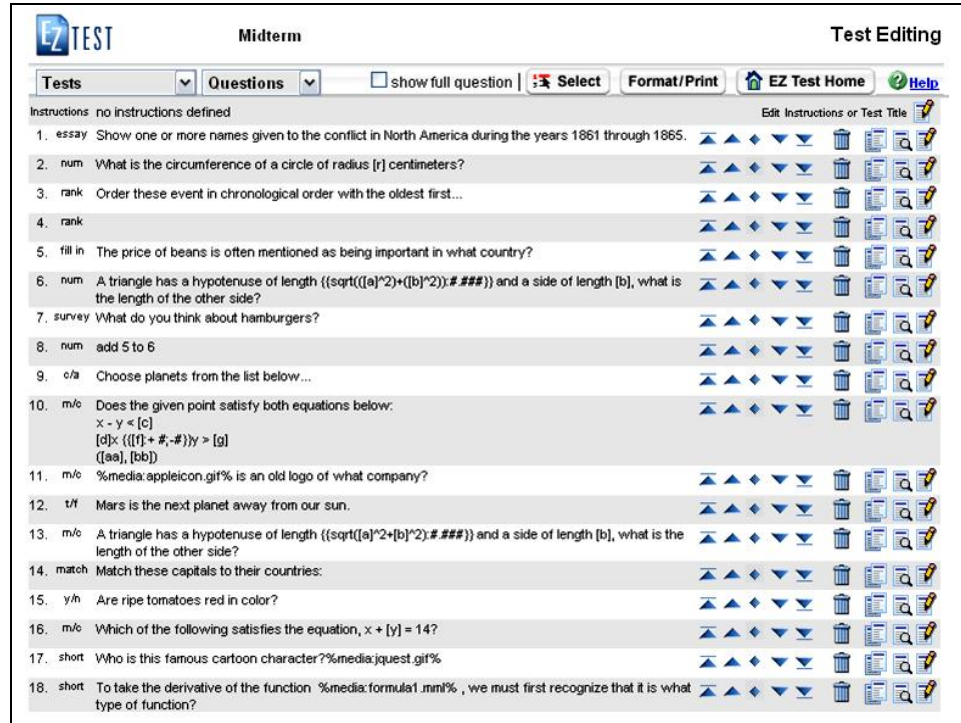 EZ TEST Midterm Test Editing
Tests Questions show full question | Select Format/Print EZ Test Home Help
Instructions no instructions defined Edit Instructions or Test Title
1. essay Show one or more names given to the conflict in North America during the years 1861 through 1865.
2. num What is the circumference of a circle of radius [r] centimeters?
3. rank Order these event in chronological order with the oldest first...
4. rank
5. fill in The price of beans is often mentioned as being important in what country?
6. num A triangle has a hypotenuse of length {{sqrt(([a]^2)+([b]^2)):#.###}} and a side of length [b], what is
the length of the other side?
7. survey What do you think about hamburgers?
8. num add 5 to 6
9. c/a Choose planets from the list below...
10. m/c Does the given point satisfy both equations below:
x - y < [c]
[d]x {{[f]:+ #;-#}}y > [g]
([aa], [bb])
11. m/c %media:appleicon.gif% is an old logo of what company?
12. t/f Mars is the next planet away from our sun.
13. m/c A triangle has a hypotenuse of length {{sqrt([a]^2+[b]^2):#.###}} and a side of length [b], what is the
length of the other side?
14. match Match these capitals to their countries:
15. y/n Are ripe tomatoes red in color?
16. m/c Which of the following satisfies the equation, x + [y] = 14?
17. short Who is this famous cartoon character?%media:jquest.gif%
18. short To take the derivative of the function %media:formula1.mml% , we must first recognize that it is what
type of function?